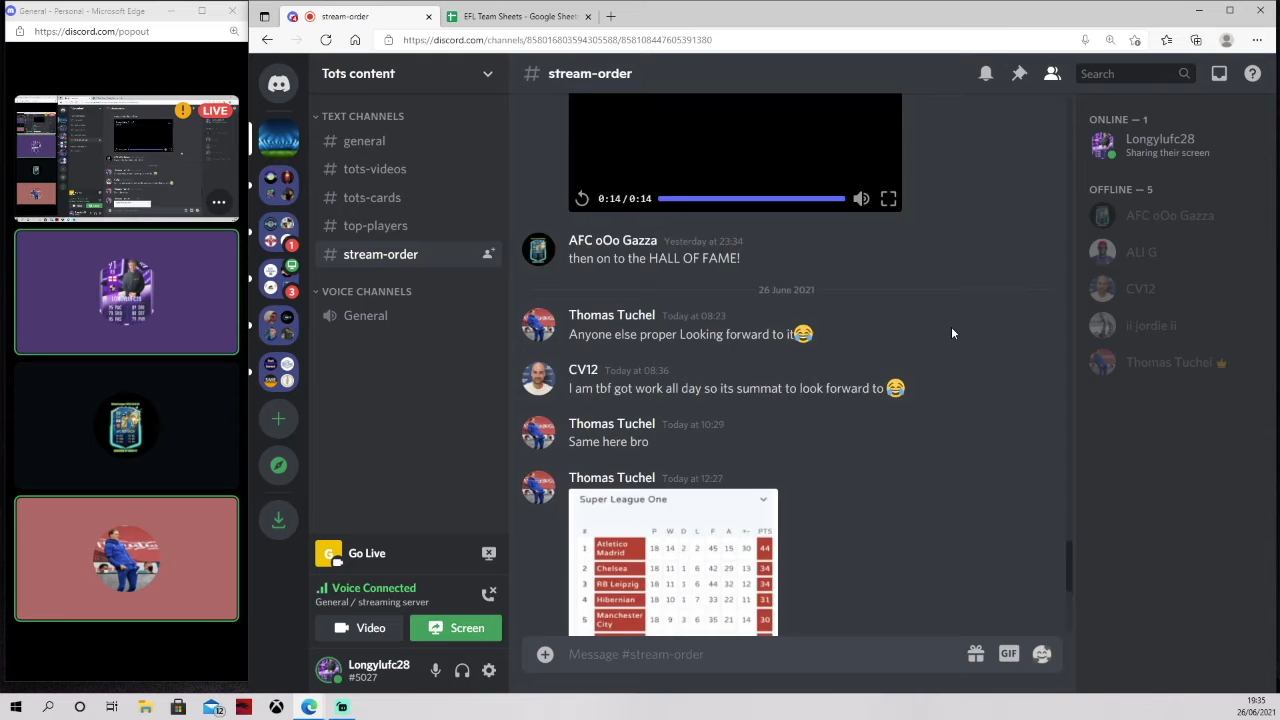 General - Personal - Microsoft Edge
https://discord.com/popout
LIVE
stream-order
EFL Team Sheets - Google Sheets
https://discord.com/channels/858016803594305588/858108447605391380
Tots content
stream-order
Search
TEXT CHANNELS
general
tots-videos
tots-cards
top-players
stream-order
VOICE CHANNELS
General
1
3
0:14/0:14
AFC oOo Gazza Yesterday at 23:34
then on to the HALL OF FAME!
26 June 2021
Thomas Tuchel Today at 08:23
Anyone else proper Looking forward to it😂
CV12 Today at 08:36
I am tbf got work all day so its summat to look forward to 😂
Thomas Tuchel Today at 10:29
Same here bro
Thomas Tuchel Today at 12:27
Super League One
# P W D L F A +- PTS
1 Atletico Madrid 18 14 2 2 45 15 30 44
2 Chelsea 18 11 1 6 42 29 13 34
3 RB Leipzig 18 11 1 6 44 32 12 34
4 Hibernian 18 10 1 7 33 22 11 31
5 Manchester City 18 9 3 6 35 21 14 30
Message #stream-order
GIF
ONLINE — 1
Longylufc28
Sharing their screen
OFFLINE — 5
AFC oOo Gazza
ALI G
CV12
ii jordie ii
Thomas Tuchel
G
Go Live
Voice Connected
General / streaming server
Video
Screen
Longylufc28
#5027
12
19:35
26/06/2021